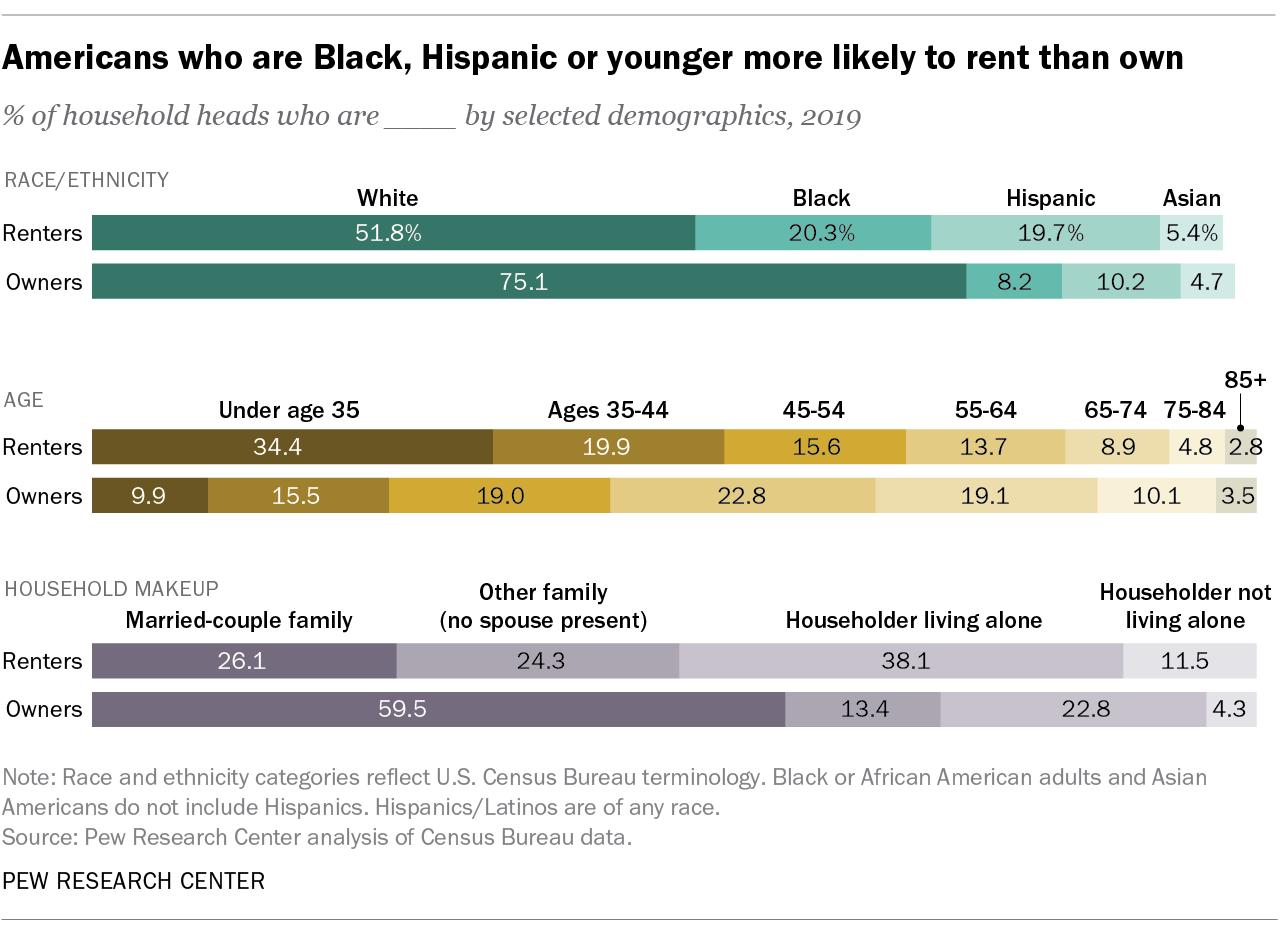 Americans who are Black, Hispanic or younger more likely to rent than own
% of household heads who are ____ by selected demographics, 2019
RACE/ETHNICITY
White Black Hispanic Asian
Renters 51.8% 20.3% 19.7% 5.4%
Owners 75.1 8.2 10.2 4.7
85+
AGE
Under age 35 Ages 35-44 45-54 55-64 65-74 75-84
Renters 34.4 19.9 15.6 13.7 8.9 4.8 2.8
Owners 9.9 15.5 19.0 22.8 19.1 10.1 3.5
HOUSEHOLD MAKEUP
Married-couple family
Other family
(no spouse present)
Householder living alone
Householder not
living alone
Renters 26.1 24.3 38.1 11.5
Owners 59.5 13.4 22.8 4.3
Note: Race and ethnicity categories reflect U.S. Census Bureau terminology. Black or African American adults and Asian
Americans do not include Hispanics. Hispanics/Latinos are of any race.
Source: Pew Research Center analysis of Census Bureau data.
PEW RESEARCH CENTER